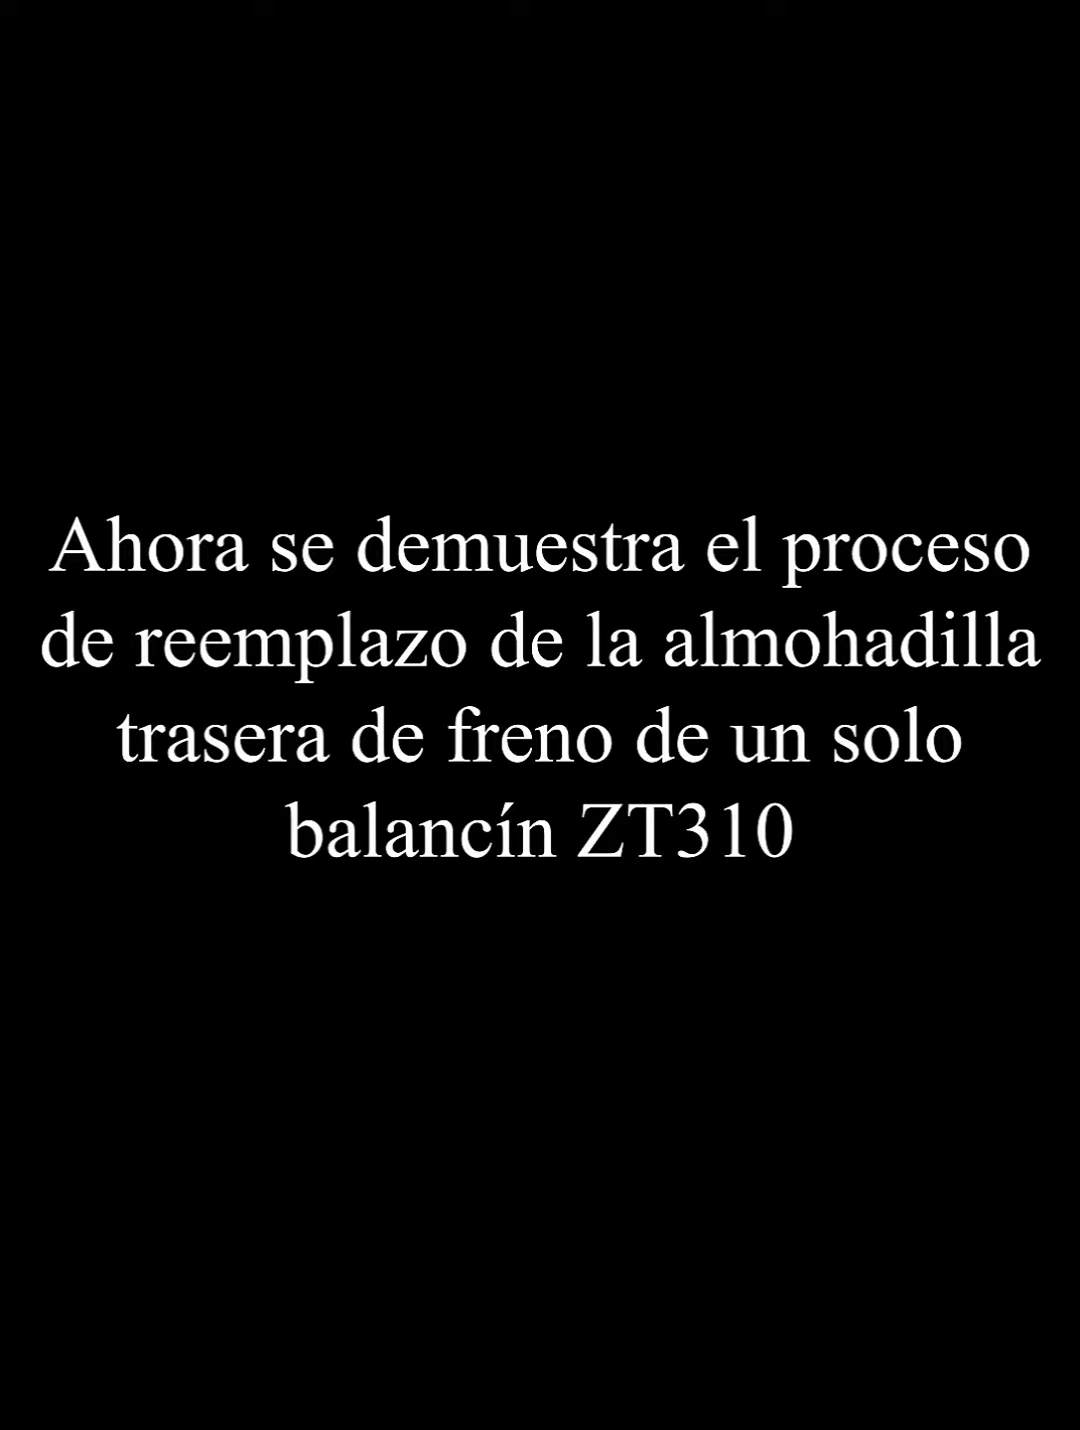 Ahora se demuestra el proceso
de reemplazo de la almohadilla
trasera de freno de un solo
balancín ZT310